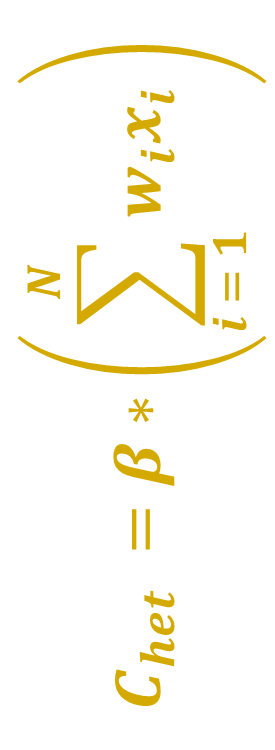 C_het = β * (∑_{i=1}^{N} w_i x_i)